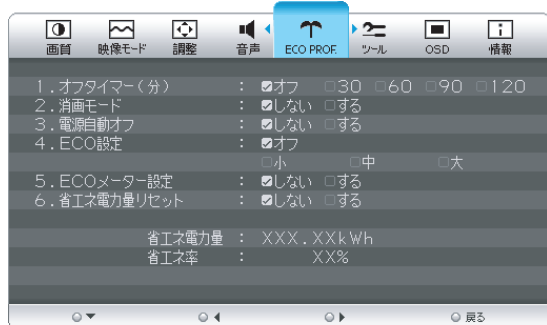 画質 映像モード 調整 音声 ECO PROF. ツール OSD 情報
1.オフタイマー(分) : ☑オフ □30 □60 □90 □120
2.消画モード : ☑しない □する
3.電源自動オフ : ☑しない □する
4.ECO設定 : ☑オフ
□小 □中 □大
5.ECOメーター設定 : ☑しない □する
6.省エネ電力量リセット : ☑しない □する
省エネ電力量 : XXX.XXkWh
省エネ率 : XX%
戻る